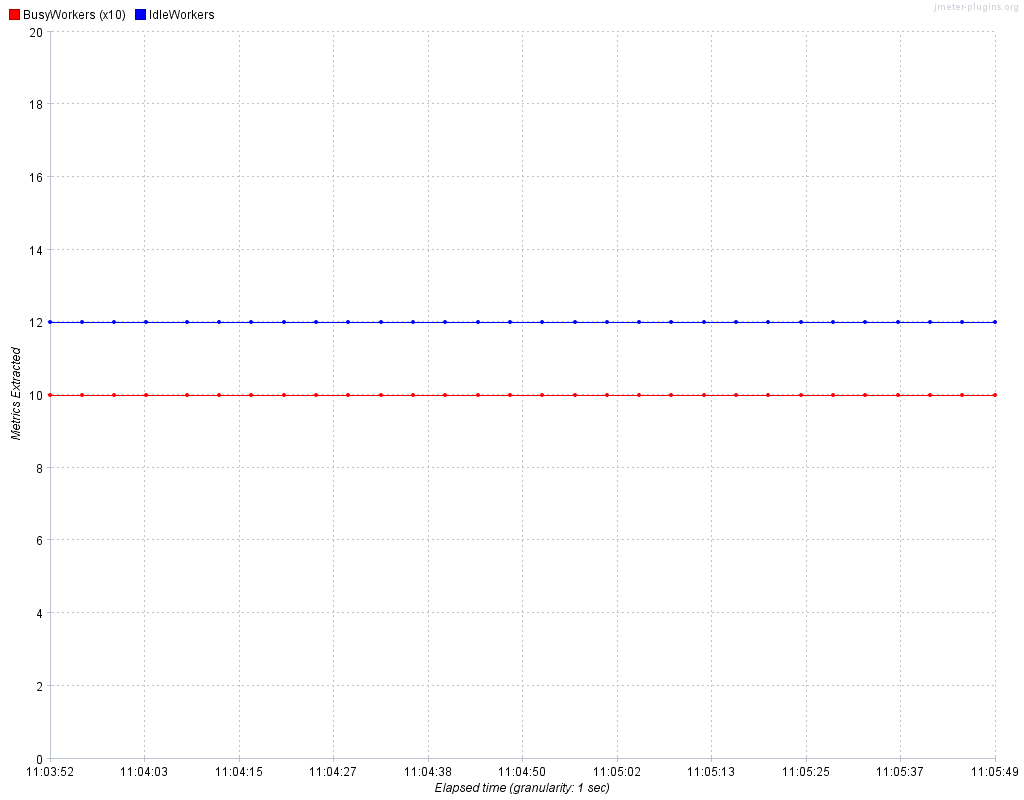 jmeter-plugins.org
BusyWorkers (x10) IdleWorkers
20
18
16
14
12
10
8
6
4
2
0
Metrics Extracted
11:03:52 11:04:03 11:04:15 11:04:27 11:04:38 11:04:50 11:05:02 11:05:13 11:05:25 11:05:37 11:05:49
Elapsed time (granularity: 1 sec)